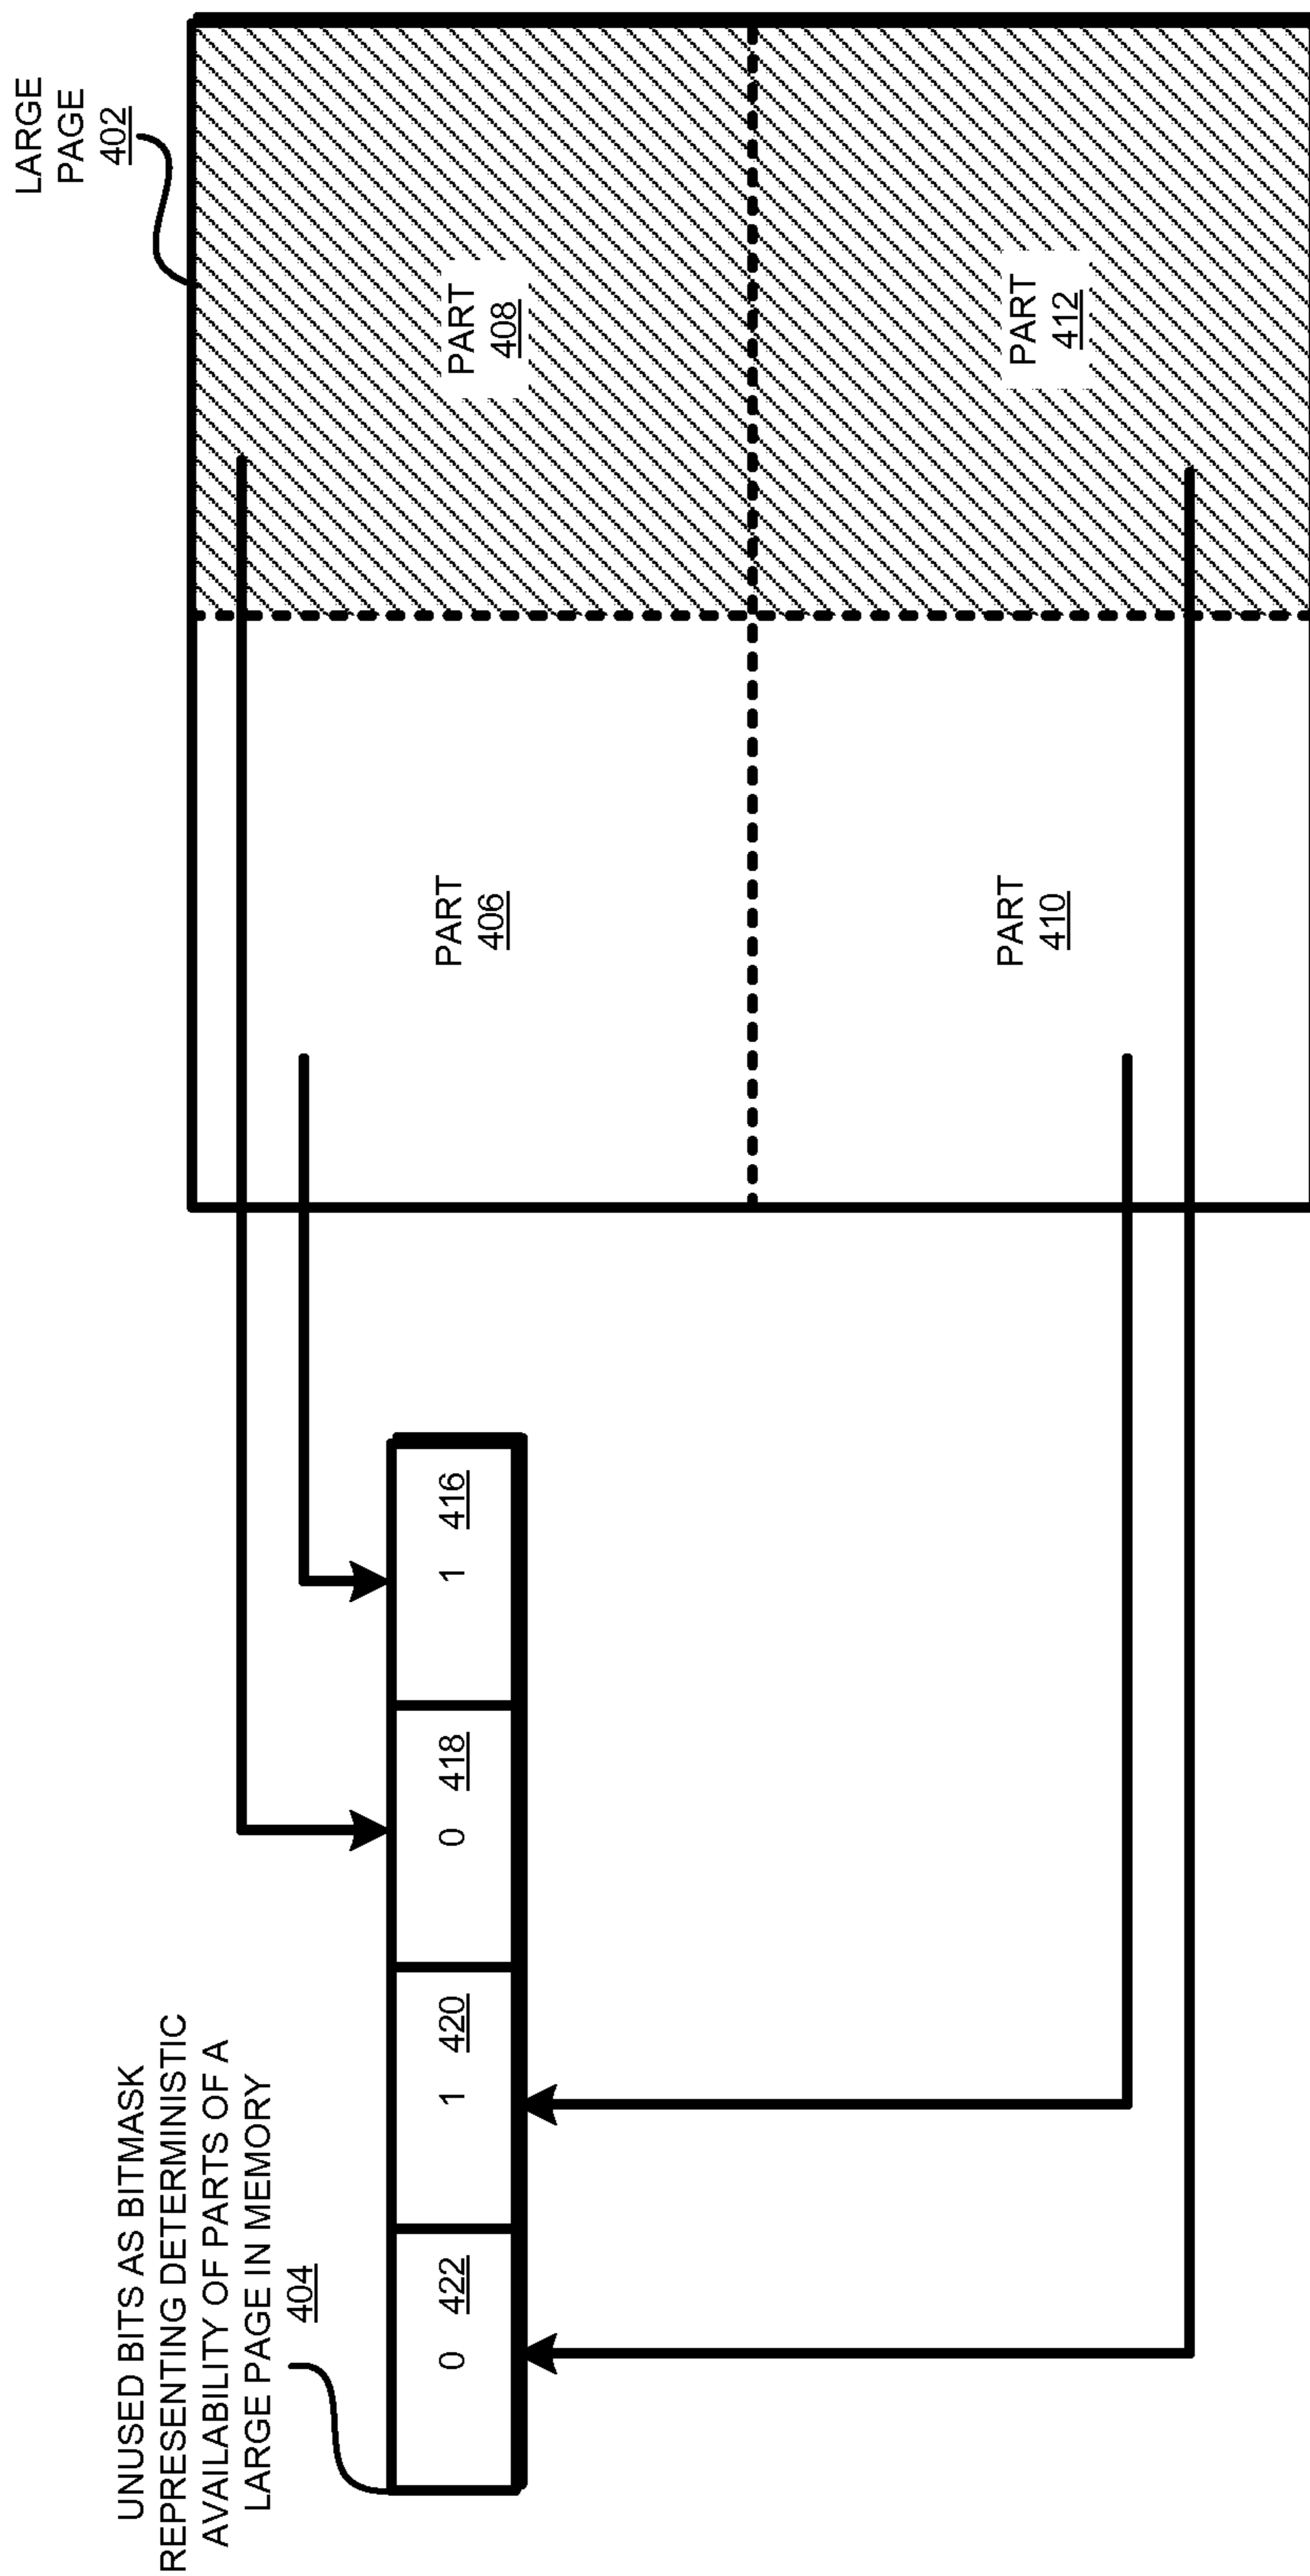 UNUSED BITS AS BITMASK
REPRESENTING DETERMINISTIC
AVAILABILITY OF PARTS OF A
LARGE PAGE IN MEMORY
404
0 422
1 420
0 418
1 416
LARGE
PAGE
402
PART
406
PART
408
PART
410
PART
412